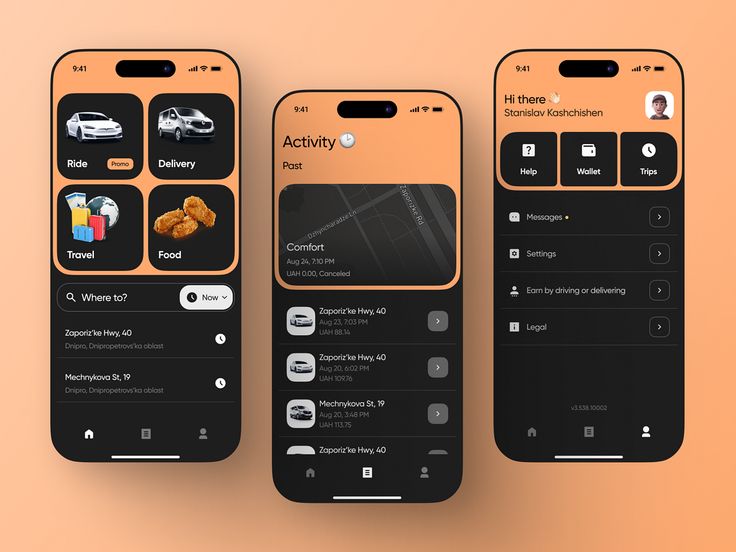 9:41
Ride
Promo
Delivery
Travel
Food
Where to?
Now
Zaporiz'ke Hwy, 40
Dnipro, Dnipropetrovs'ka oblast
Mechnykova St, 19
Dnipro, Dnipropetrovs'ka oblast
9:41
Activity
Past
Dzhyncharadze Ln
Zaporizke Rd
Comfort
Aug 24, 7:10 PM
UAH 0.00, Canceled
Zaporiz'ke Hwy, 40
Aug 23, 7:03 PM
UAH 88.14
Zaporiz'ke Hwy, 40
Aug 20, 6:02 PM
UAH 109.76
Mechnykova St, 19
Aug 20, 3:48 PM
UAH 113.75
Zaporiz'ke Hwy, 40
9:41
Hi there
Stanislav Kashchishen
Help
Wallet
Trips
Messages
Settings
Earn by driving or delivering
Legal
v3.538.10002